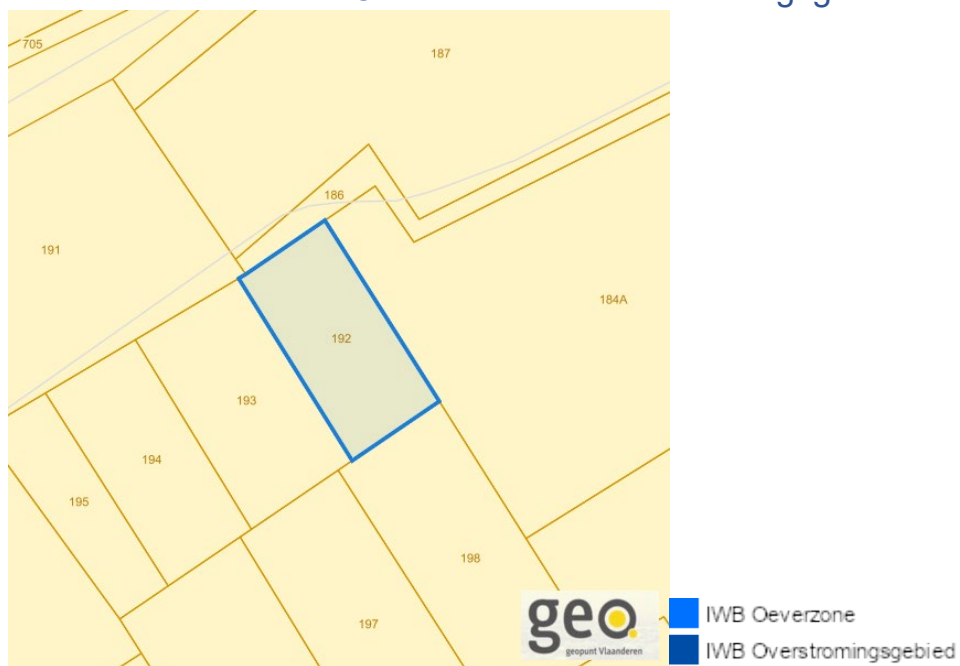 705
187
186
191
184A
192
193
194
195
198
197
geo
geopunt Vlaanderen
IWB Oeverzone
IWB Overstromingsgebied